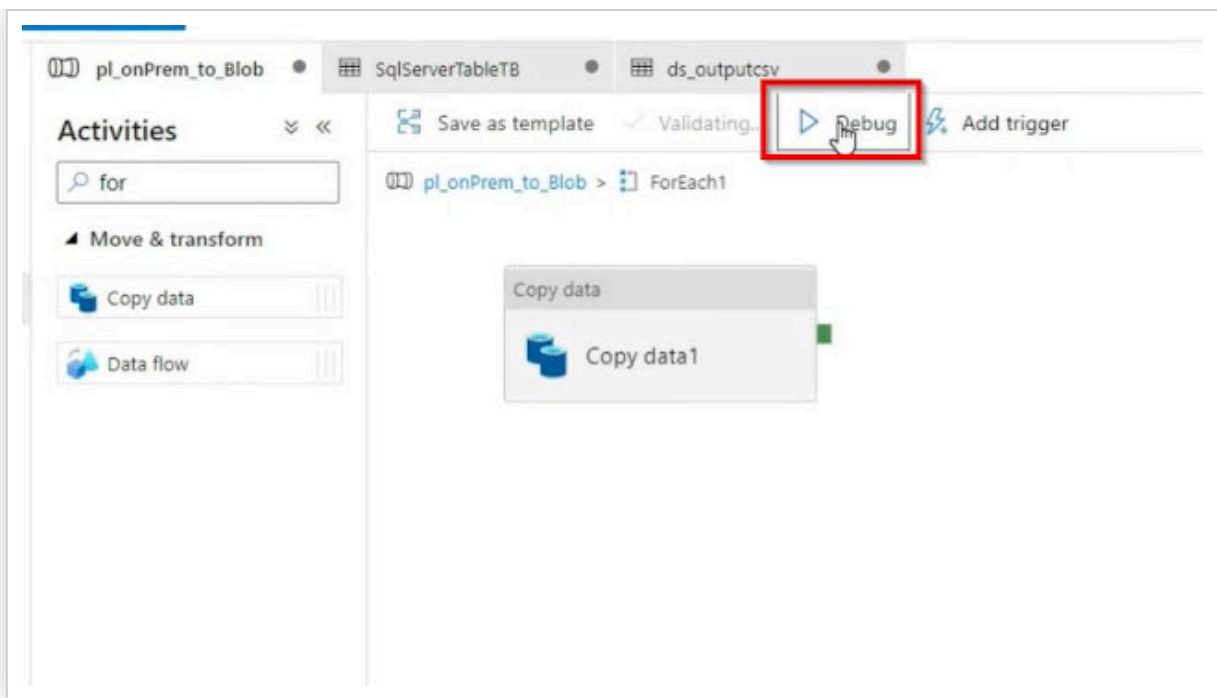 pl_onPrem_to_Blob SqlServerTableTB ds_outputcsv
Activities
Save as template Validating... Debug Add trigger
for
pl_onPrem_to_Blob > ForEach1
Move & transform
Copy data
Data flow
Copy data
Copy data1